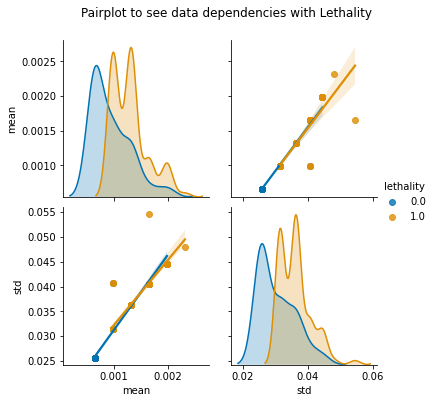 Pairplot to see data dependencies with Lethality
0.0025
0.0020
0.0015
0.0010
mean
lethality
0.0
1.0
0.055
0.050
0.045
0.040
0.035
0.030
0.025
std
0.001 0.002
mean
0.02 0.04 0.06
std